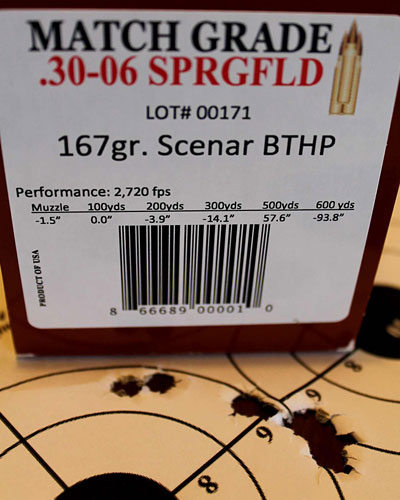 MATCH GRADE
.30-06 SPRGFLD
LOT# 00171
167gr. Scenar BTHP
Performance: 2,720 fps
Muzzle 100yds 200yds 300yds 500yds 600 yds
-1.5” 0.0” -3.9” -14.1” 57.6” -93.8”
PRODUCT OF USA
8 66689 00001 0
8
9
9
8